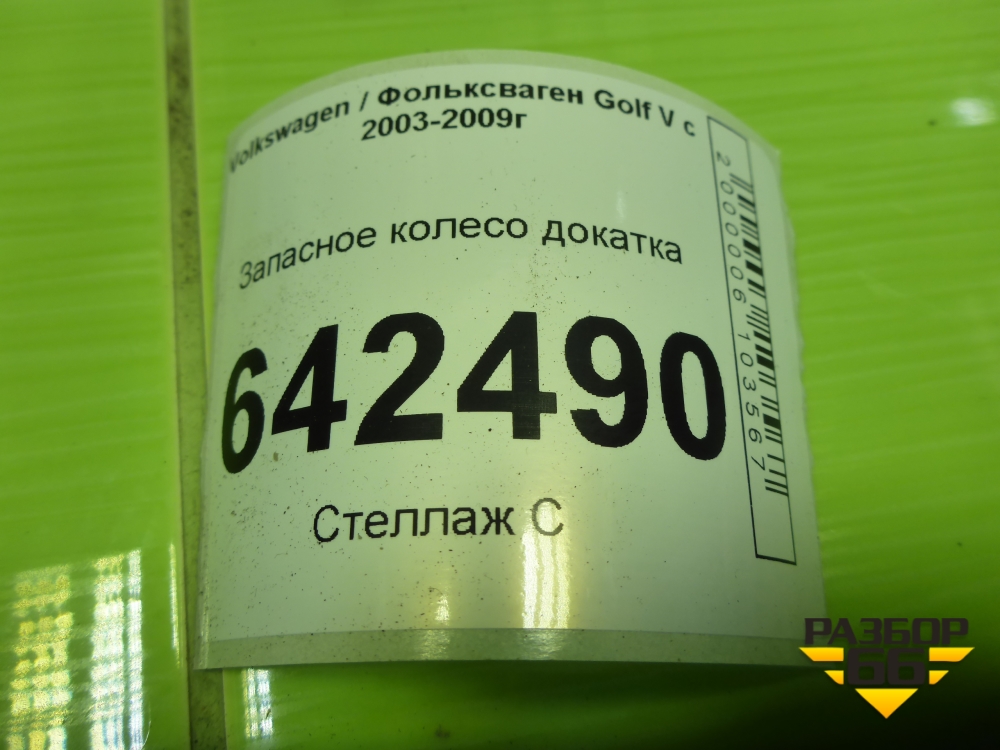 Volkswagen / Фольксваген Golf V с
2003-2009г
Запасное колесо докатка
642490
Стеллаж С
2000006103567
РАЗБОР
66